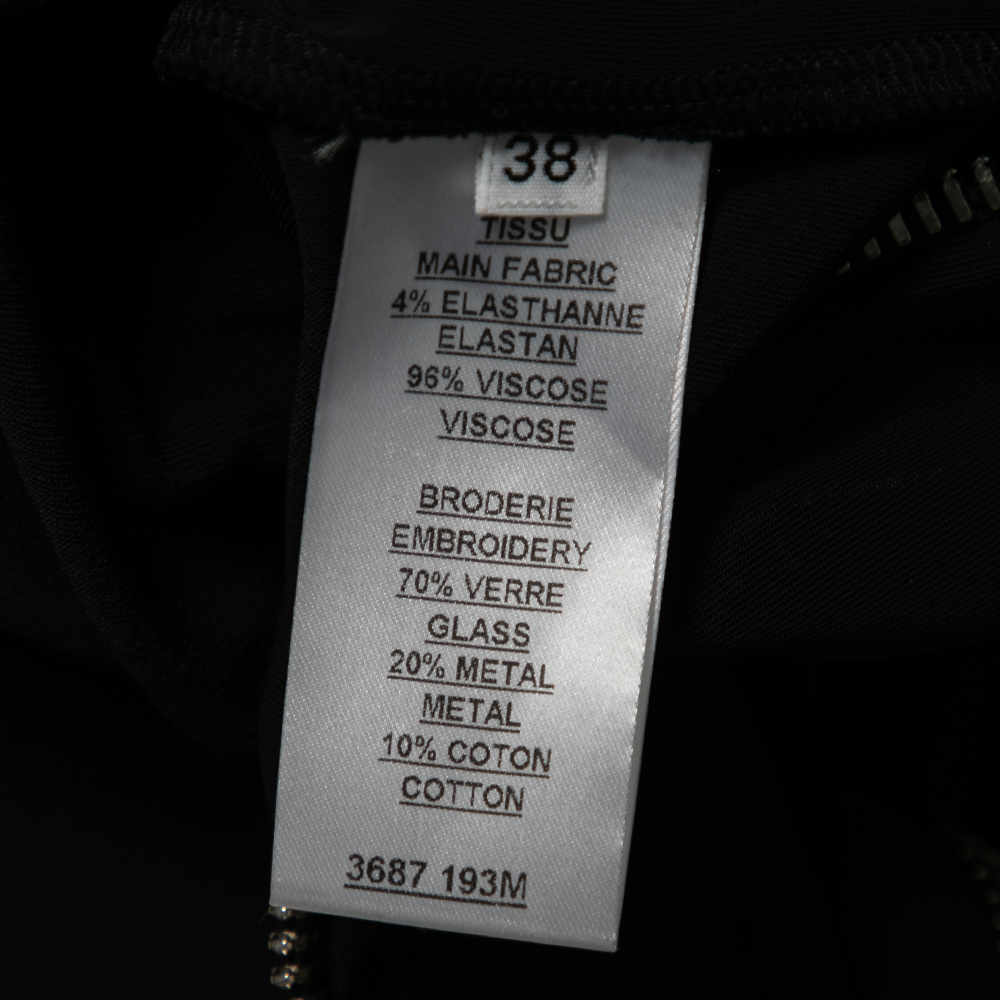 38
TISSU
MAIN FABRIC
4% ELASTHANNE
ELASTAN
96% VISCOSE
VISCOSE
BRODERIE
EMBROIDERY
70% VERRE
GLASS
20% METAL
METAL
10% COTON
COTTON
3687 193M